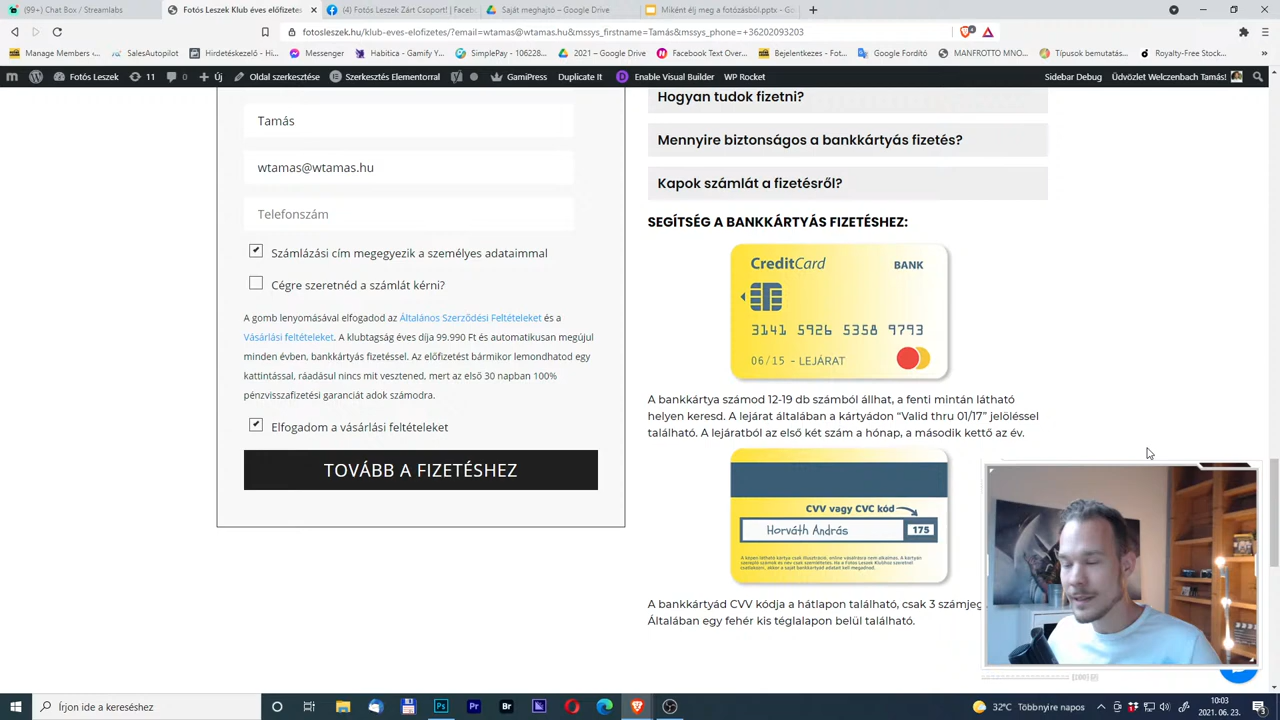 (9+) Chat Box / Streamlabs
Fotós Leszek Klub éves előfizetes
(4) Fotós Leszek Zárt Csoport! | F
Saját meghajtó – Google Drive
Miként élj meg a fotózásból.pptx - Go
fotosleszek.hu/klub-eves-elofizetes/?email=wtamas@wtamas.hu&mssys_firstname=Tamás&mssys_phone=+36202093203
Manage Members ‹…
SalesAutopilot
Hirdetéskezelő - Hi…
Messenger
Habitica - Gamify Y…
SimplePay - 106228…
2021 – Google Drive
Facebook Text Over…
Bejelentkezes - Fot…
Google Fordító
MANFROTTO MNO…
Típusok bemutatás…
Royalty-Free Stock…
Fotós Leszek
11
0
Új
Oldal szerkesztése
Szerkesztés Elementorral
GamiPress
Duplicate It
Enable Visual Builder
WP Rocket
Sidebar Debug
Üdvözlet Welczenbach Tamás!
Tamás
wtamas@wtamas.hu
Telefonszám
Számlázási cím megegyezik a személyes adataimmal
Cégre szeretnéd a számlát kérni?
A gomb lenyomásával elfogadod az Általános Szerződési Feltételeket és a
Vásárlási feltételeket. A klubtagság éves díja 99.990 Ft és automatikusan megújul
minden évben, bankkártyás fizetéssel. Az előfizetést bármikor lemondhatod egy
kattintással, ráadásul nincs mit vesztened, mert az első 30 napban 100%
pénzvisszafizetési garanciát adok számodra.
Elfogadom a vásárlási feltételeket
TOVÁBB A FIZETÉSHEZ
Hogyan tudok fizetni?
Mennyire biztonságos a bankkártyás fizetés?
Kapok számlát a fizetésről?
SEGÍTSÉG A BANKKÁRTYÁS FIZETÉSHEZ:
CreditCard
BANK
3141 5926 5358 9793
06/15 - LEJÁRAT
A bankkártya számod 12-19 db számból állhat, a fenti mintán látható
helyen keresd. A lejárat általában a kártyádon “Valid thru 01/17” jelöléssel
található. A lejáratból az első két szám a hónap, a második kettő az év.
CVV vagy CVC kód
Horváth András
175
A bankkártyád CVV kódja a hátlapon található, csak 3 számjeg
Általában egy fehér kis téglalapon belül található.
Írjon ide a kereséshez
32°C Többnyire napos
10:03
2021. 06. 23.
3